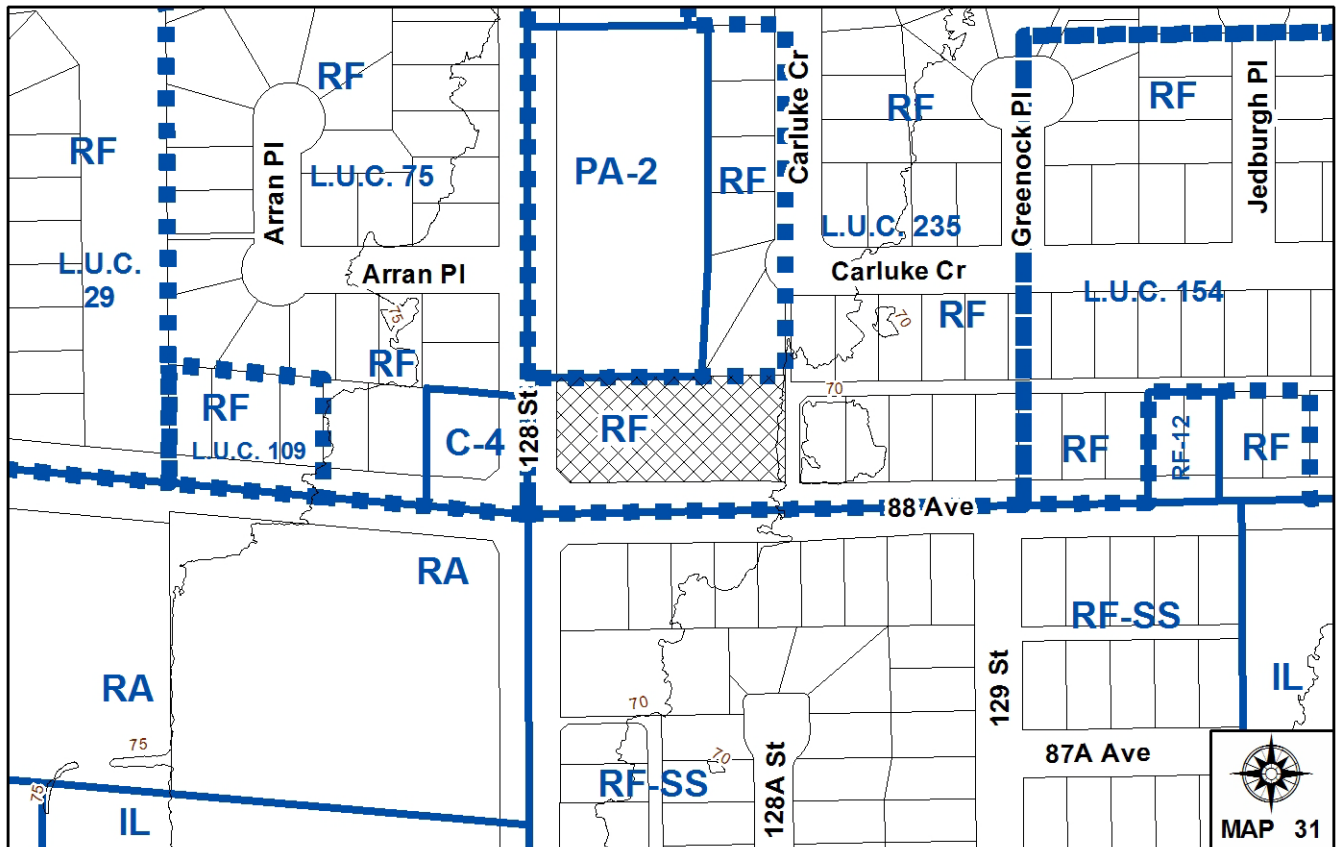 RF
RF
Arran Pl
L.U.C. 75
PA-2
RF
Carluke Cr
RF
Greenock Pl
RF
Jedburgh Pl
L.U.C.
29
Arran Pl
L.U.C. 235
Carluke Cr
L.U.C. 154
75
RF
70
RF
RF
L.U.C. 109
C-4
128 St
RF
70
RF
RF-12
RF
88 Ave
RA
RF-SS
RA
70
129 St
IL
75
75
RF-SS
70
128A St
87A Ave
IL
MAP 31